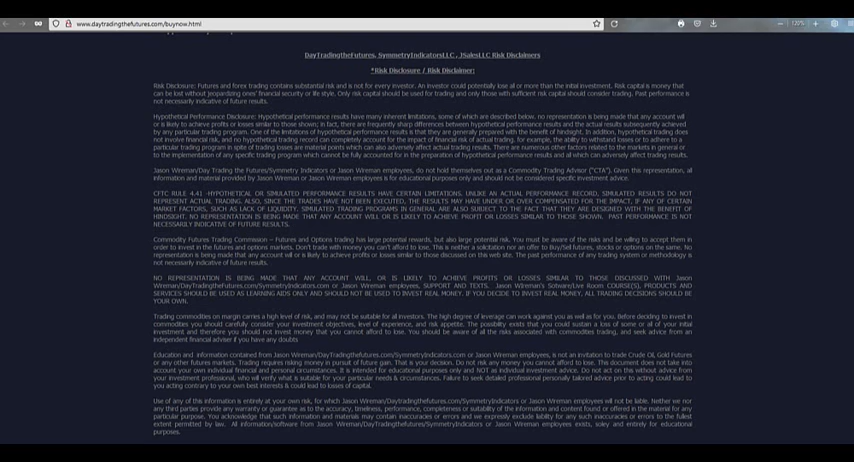 www.daytradingthefutures.com/buynow.html
120%
DayTradingtheFutures, SymmetryIndicatorsLLC, JSalesLLC Risk Disclaimers
*Risk Disclosure / Risk Disclaimer:
Risk Disclosure: Futures and forex trading contains substantial risk and is not for every investor. An investor could potentially lose all or more than the initial investment. Risk capital is money that
can be lost without jeopardizing ones' financial security or life style. Only risk capital should be used for trading and only those with sufficient risk capital should consider trading. Past performance is
not necessarily indicative of future results.
Hypothetical Performance Disclosure: Hypothetical performance results have many inherent limitations, some of which are described below. no representation is being made that any account will
or is likely to achieve profits or losses similar to those shown; in fact, there are frequently sharp differences between hypothetical performance results and the actual results subsequently achieved
by any particular trading program. One of the limitations of hypothetical performance results is that they are generally prepared with the benefit of hindsight. In addition, hypothetical trading does
not involve financial risk, and no hypothetical trading record can completely account for the impact of financial risk of actual trading. for example, the ability to withstand losses or to adhere to a
particular trading program in spite of trading losses are material points which can also adversely affect actual trading results. There are numerous other factors related to the markets in general or
to the implementation of any specific trading program which cannot be fully accounted for in the preparation of hypothetical performance results and all which can adversely affect trading results.
Jason Wireman/Day Trading the Futures/Symmetry Indicators or Jason Wireman employees, do not hold themselves out as a Commodity Trading Advisor ("CTA"). Given this representation, all
information and material provided by Jason Wireman or Jason Wireman employees is for educational purposes only and should not be considered specific investment advice.
CFTC RULE 4.41 -HYPOTHETICAL OR SIMULATED PERFORMANCE RESULTS HAVE CERTAIN LIMITATIONS. UNLIKE AN ACTUAL PERFORMANCE RECORD, SIMULATED RESULTS DO NOT
REPRESENT ACTUAL TRADING. ALSO, SINCE THE TRADES HAVE NOT BEEN EXECUTED, THE RESULTS MAY HAVE UNDER OR OVER COMPENSATED FOR THE IMPACT, IF ANY OF CERTAIN
MARKET FACTORS, SUCH AS LACK OF LIQUIDITY. SIMULATED TRADING PROGRAMS IN GENERAL ARE ALSO SUBJECT TO THE FACT THAT THEY ARE DESIGNED WITH THE BENEFIT OF
HINDSIGHT. NO REPRESENTATION IS BEING MADE THAT ANY ACCOUNT WILL OR IS LIKELY TO ACHIEVE PROFIT OR LOSSES SIMILAR TO THOSE SHOWN. PAST PERFORMANCE IS NOT
NECESSARILY INDICATIVE OF FUTURE RESULTS.
Commodity Futures Trading Commission – Futures and Options trading has large potential rewards, but also large potential risk. You must be aware of the risks and be willing to accept them in
order to invest in the futures and options markets. Don't trade with money you can't afford to lose. This is neither a solicitation nor an offer to Buy/Sell futures, stocks or options on the same. No
representation is being made that any account will or is likely to achieve profits or losses similar to those discussed on this web site. The past performance of any trading system or methodology is
not necessarily indicative of future results.
NO REPRESENTATION IS BEING MADE THAT ANY ACCOUNT WILL, OR IS LIKELY TO ACHIEVE PROFITS OR LOSSES SIMILAR TO THOSE DISCUSSED WITH Jason
Wireman/DayTradingthefutures.com/SymmetryIndicators.com or Jason Wireman employees, SUPPORT AND TEXTS. Jason Wireman's Sotware/Live Room COURSE(S), PRODUCTS AND
SERVICES SHOULD BE USED AS LEARNING AIDS ONLY AND SHOULD NOT BE USED TO INVEST REAL MONEY. IF YOU DECIDE TO INVEST REAL MONEY, ALL TRADING DECISIONS SHOULD BE
YOUR OWN.
Trading commodities on margin carries a high level of risk, and may not be suitable for all investors. The high degree of leverage can work against you as well as for you. Before deciding to invest in
commodities you should carefully consider your investment objectives, level of experience, and risk appetite. The possibility exists that you could sustain a loss of some or all of your initial
investment and therefore you should not invest money that you cannot afford to lose. You should be aware of all the risks associated with commodities trading, and seek advice from an
independent financial adviser if you have any doubts
Education and information contained from Jason Wireman/DayTradingthefutures.com/SymmetryIndicators.com or Jason Wireman employees, is not an invitation to trade Crude Oil, Gold Futures
or any other futures markets. Trading requires risking money in pursuit of future gain. That is your decision. Do not risk any money you cannot afford to lose. This document does not take into
account your own individual financial and personal circumstances. It is intended for educational purposes only and NOT as individual investment advice. Do not act on this without advice from
your investment professional, who will verify what is suitable for your particular needs & circumstances. Failure to seek detailed professional personally tailored advice prior to acting could lead to
you acting contrary to your own best interests & could lead to losses of capital.
Use of any of this information is entirely at your own risk, for which Jason Wireman/DayTradingthefutures.com/SymmetryIndicators or Jason Wireman employees will not be liable. Neither we nor
any third parties provide any warranty or guarantee as to the accuracy, timeliness, performance, completeness or suitability of the information and content found or offered in the material for any
particular purpose. You acknowledge that such information and materials may contain inaccuracies or errors and we expressly exclude liability for any such inaccuracies or errors to the fullest
extent permitted by law. All information/software from Jason Wireman/DayTradingthefutures/SymmetryIndicators or Jason Wireman employees exists, soley and entirely for educational
purposes.